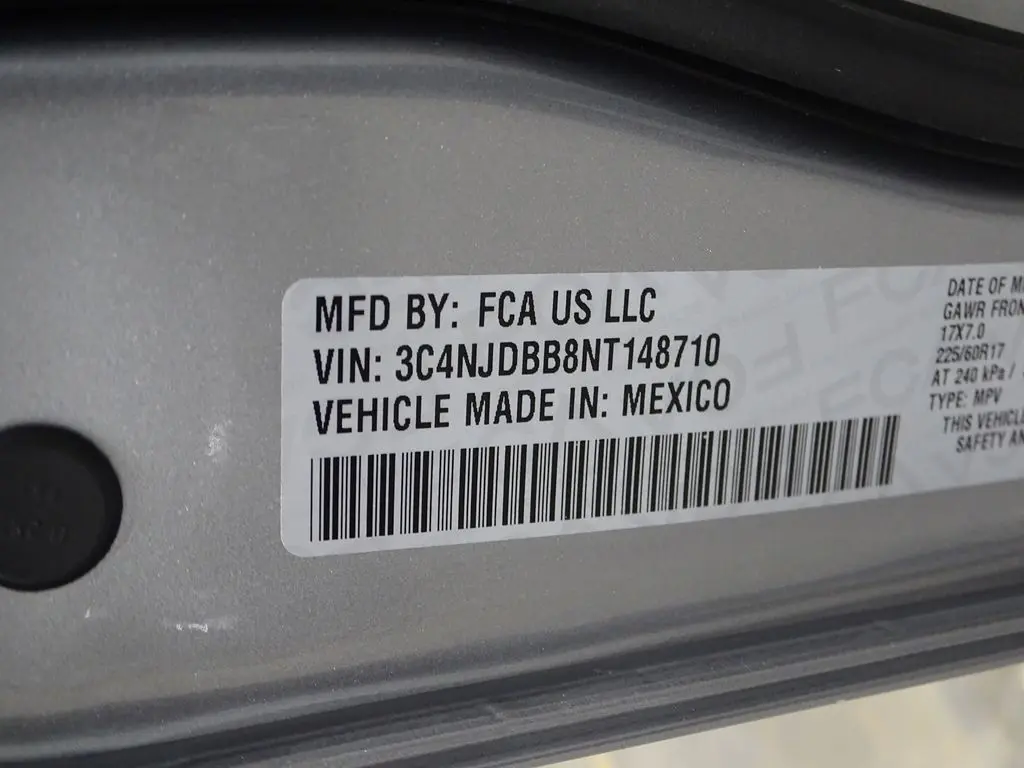 MFD BY: FCA US LLC
VIN: 3C4NJDBB8NT148710
VEHICLE MADE IN: MEXICO
DATE OF
GAWR
17X7.0
225/60R17
AT 240 kPa /
TYPE: MPV
THIS
SAFETY